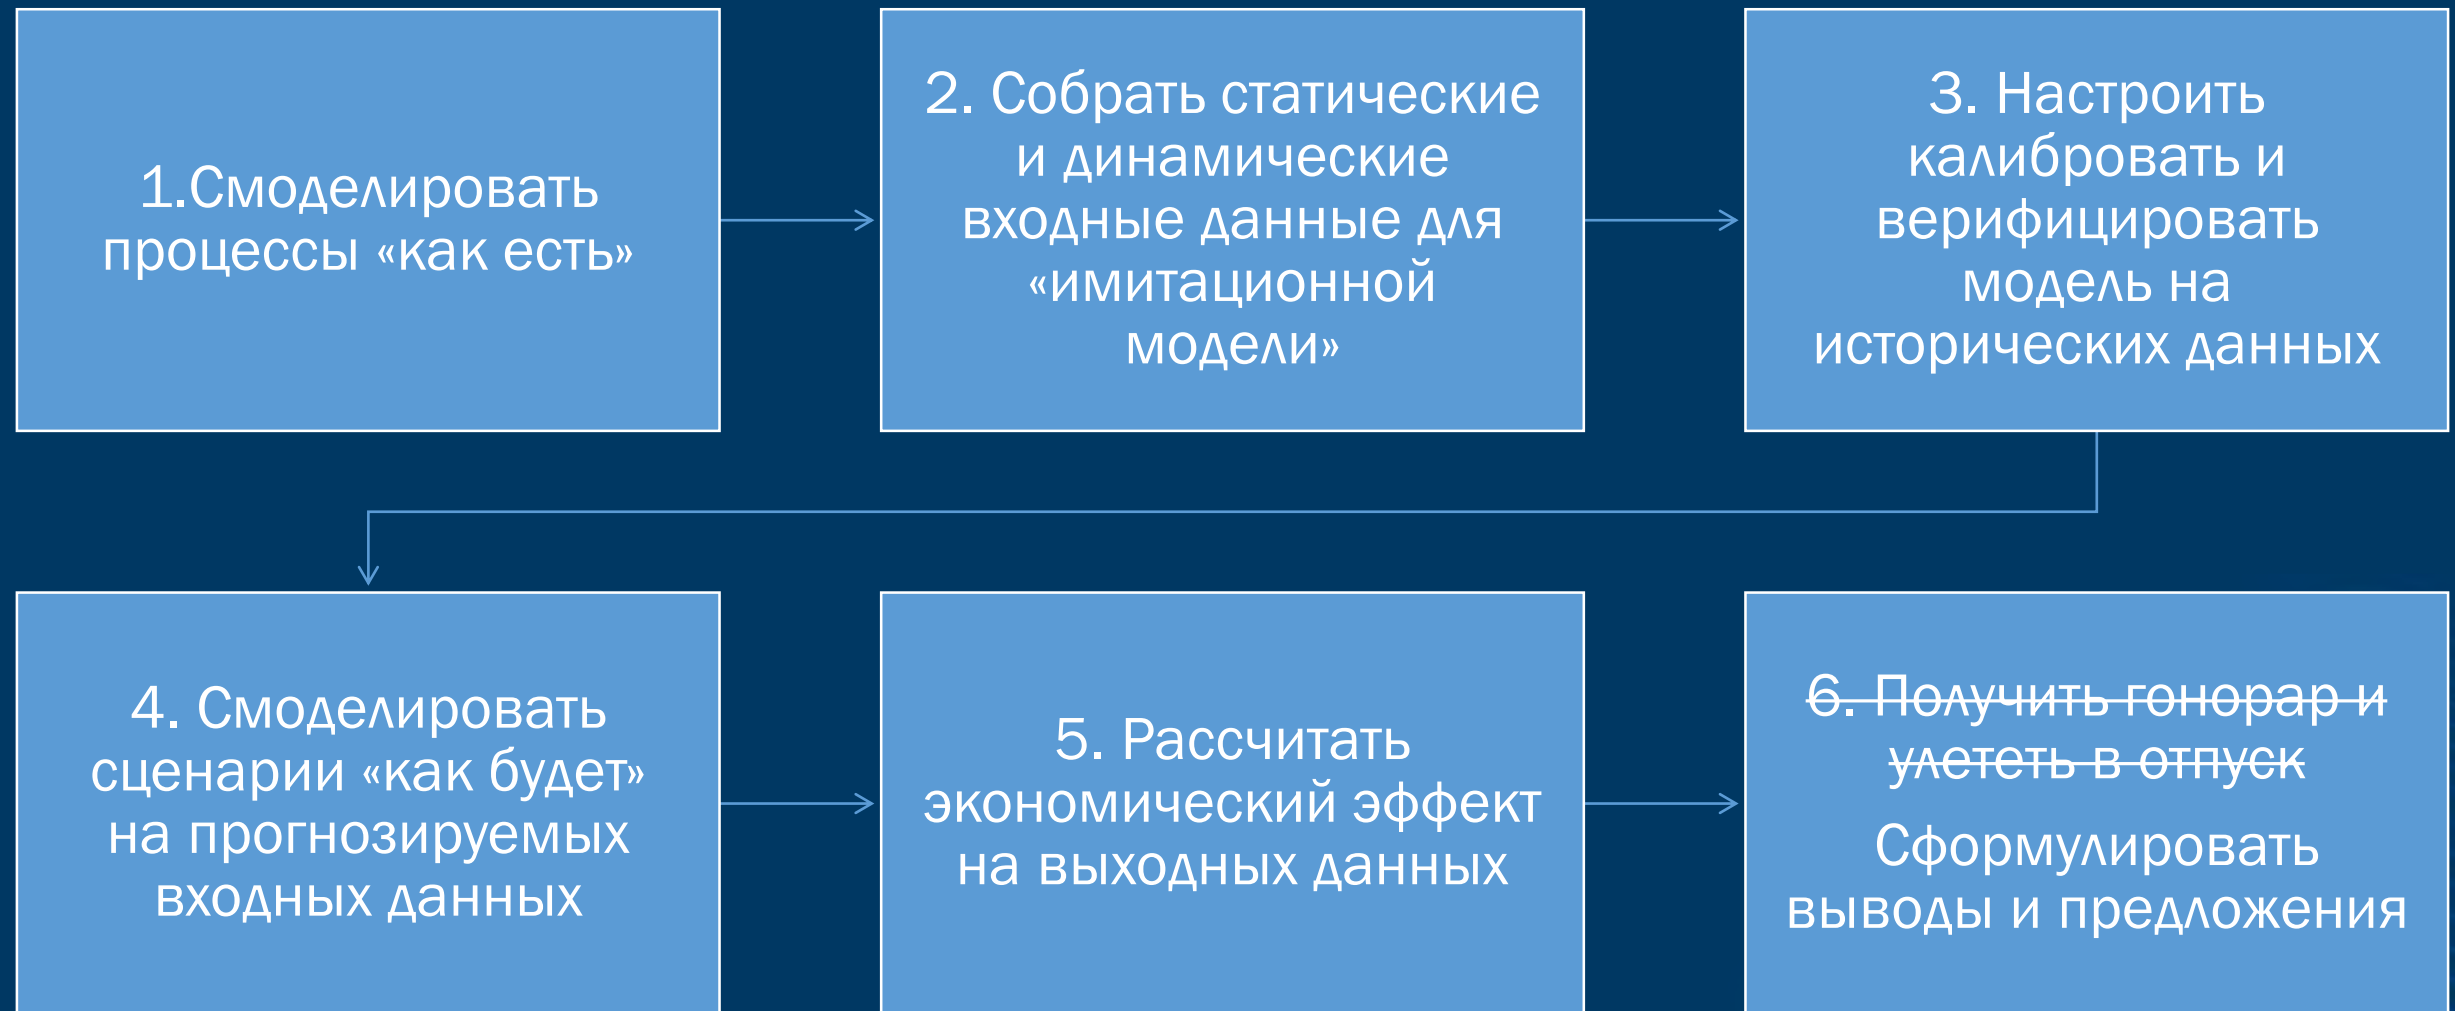 1.Смоделировать
процессы «как есть»
2. Собрать статические
и динамические
входные данные для
«имитационной
модели»
3. Настроить
калибровать и
верифицировать
модель на
исторических данных
4. Смоделировать
сценарии «как будет»
на прогнозируемых
входных данных
5. Рассчитать
экономический эффект
на выходных данных
6. Получить гонорар и
улететь в отпуск
Сформулировать
выводы и предложения